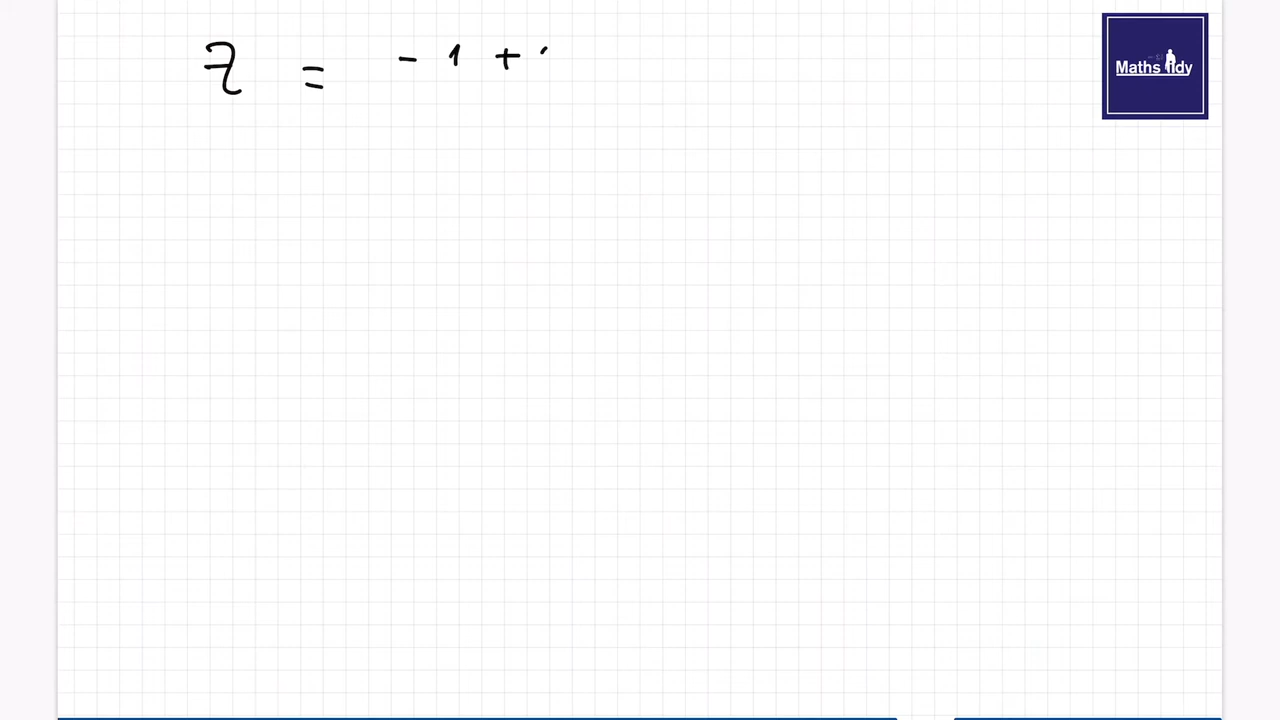 z = - 1 +
Maths